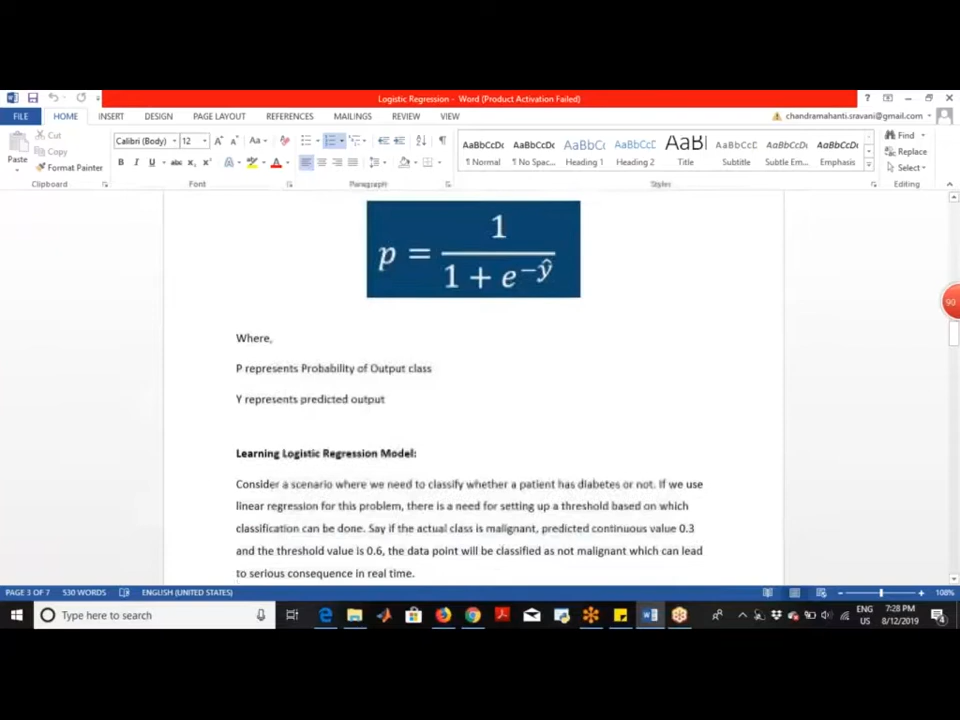 Logistic Regression - Word (Product Activation Failed)
FILE HOME INSERT DESIGN PAGE LAYOUT REFERENCES MAILINGS REVIEW VIEW chandramahanti.sravani@gmail.com
Cut
Copy
Format Painter
Paste
Calibri (Body) 12
AaBbCcDc AaBbCcDc AaBbC AaBbCcC AaBl AaBbCcD AaBbCcDc AaBbCcDc
¶ Normal ¶ No Spac... Heading 1 Heading 2 Title Subtitle Subtle Em... Emphasis
Find
Replace
Select
Clipboard Font Paragraph Styles Editing
p = 1 / (1 + e^−ŷ)
Where,
P represents Probability of Output class
Y represents predicted output
90
Learning Logistic Regression Model:
Consider a scenario where we need to classify whether a patient has diabetes or not. If we use
linear regression for this problem, there is a need for setting up a threshold based on which
classification can be done. Say if the actual class is malignant, predicted continuous value 0.3
and the threshold value is 0.6, the data point will be classified as not malignant which can lead
to serious consequence in real time.
PAGE 3 OF 7 530 WORDS ENGLISH (UNITED STATES) 108%
Type here to search
ENG
US
7:28 PM
8/12/2019
4